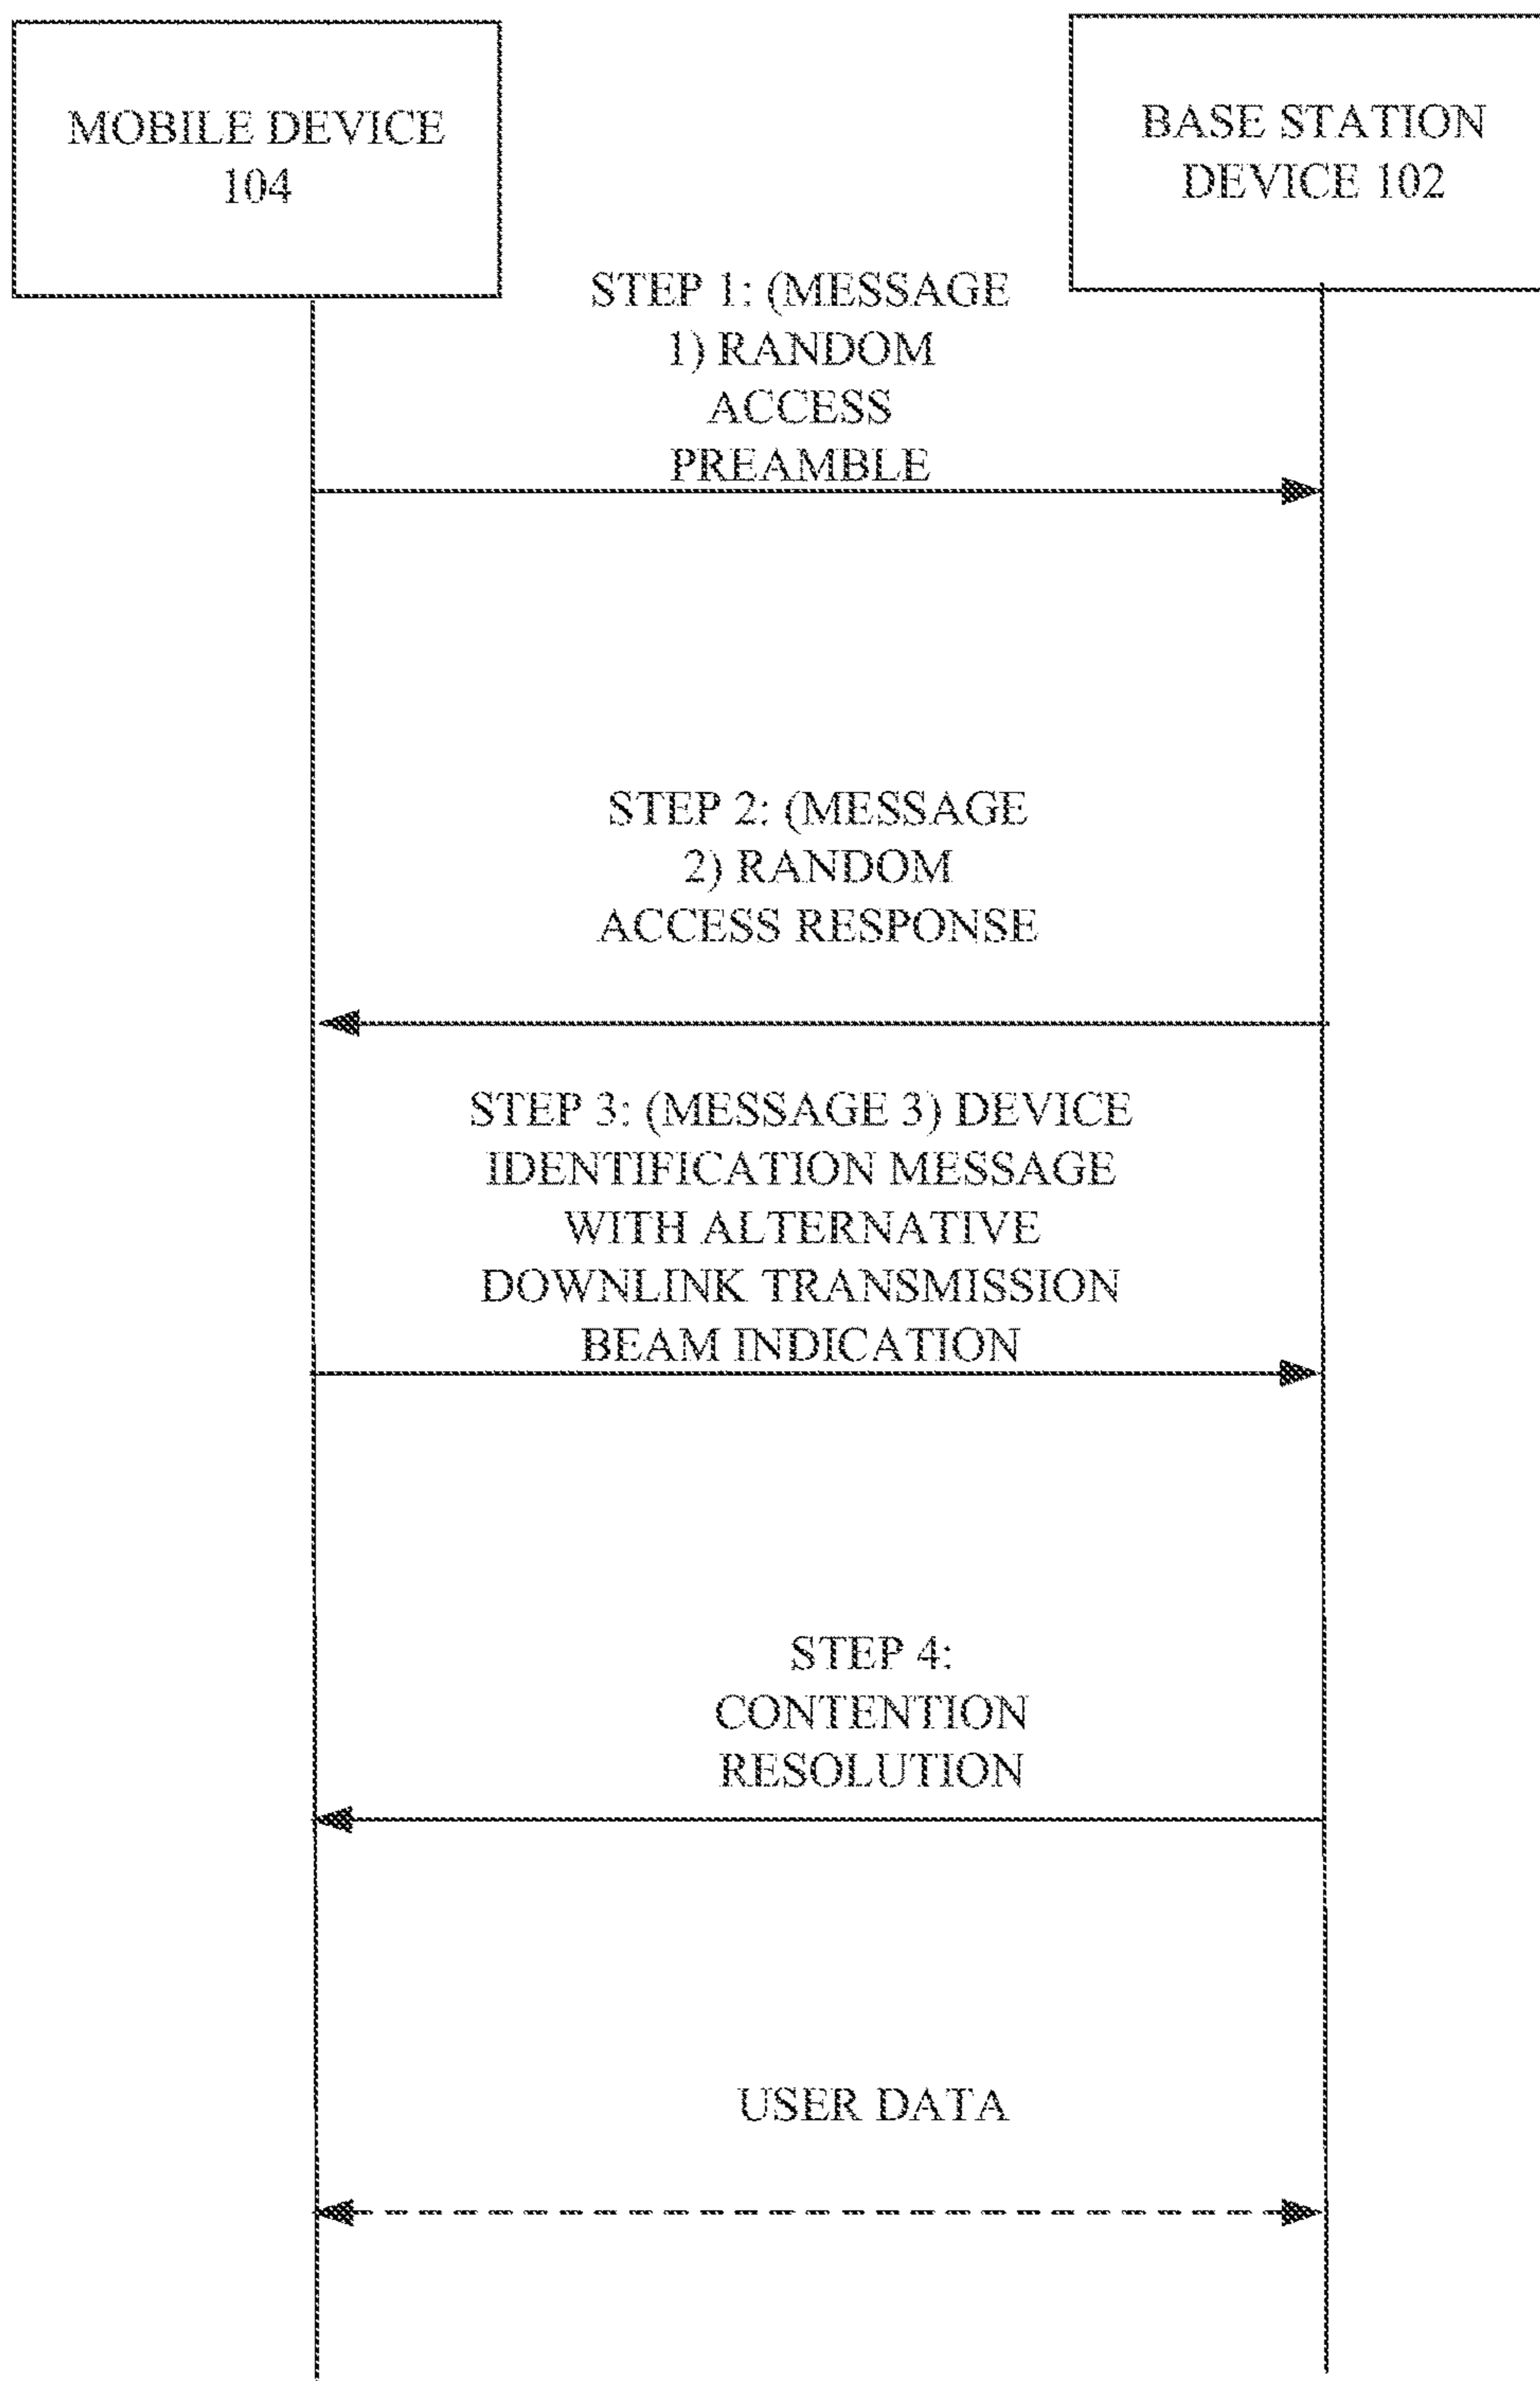 MOBILE DEVICE
104
BASE STATION
DEVICE 102
STEP 1: (MESSAGE
1) RANDOM
ACCESS
PREAMBLE
STEP 2: (MESSAGE
2) RANDOM
ACCESS RESPONSE
STEP 3: (MESSAGE 3) DEVICE
IDENTIFICATION MESSAGE
WITH ALTERNATIVE
DOWNLINK TRANSMISSION
BEAM INDICATION
STEP 4:
CONTENTION
RESOLUTION
USER DATA